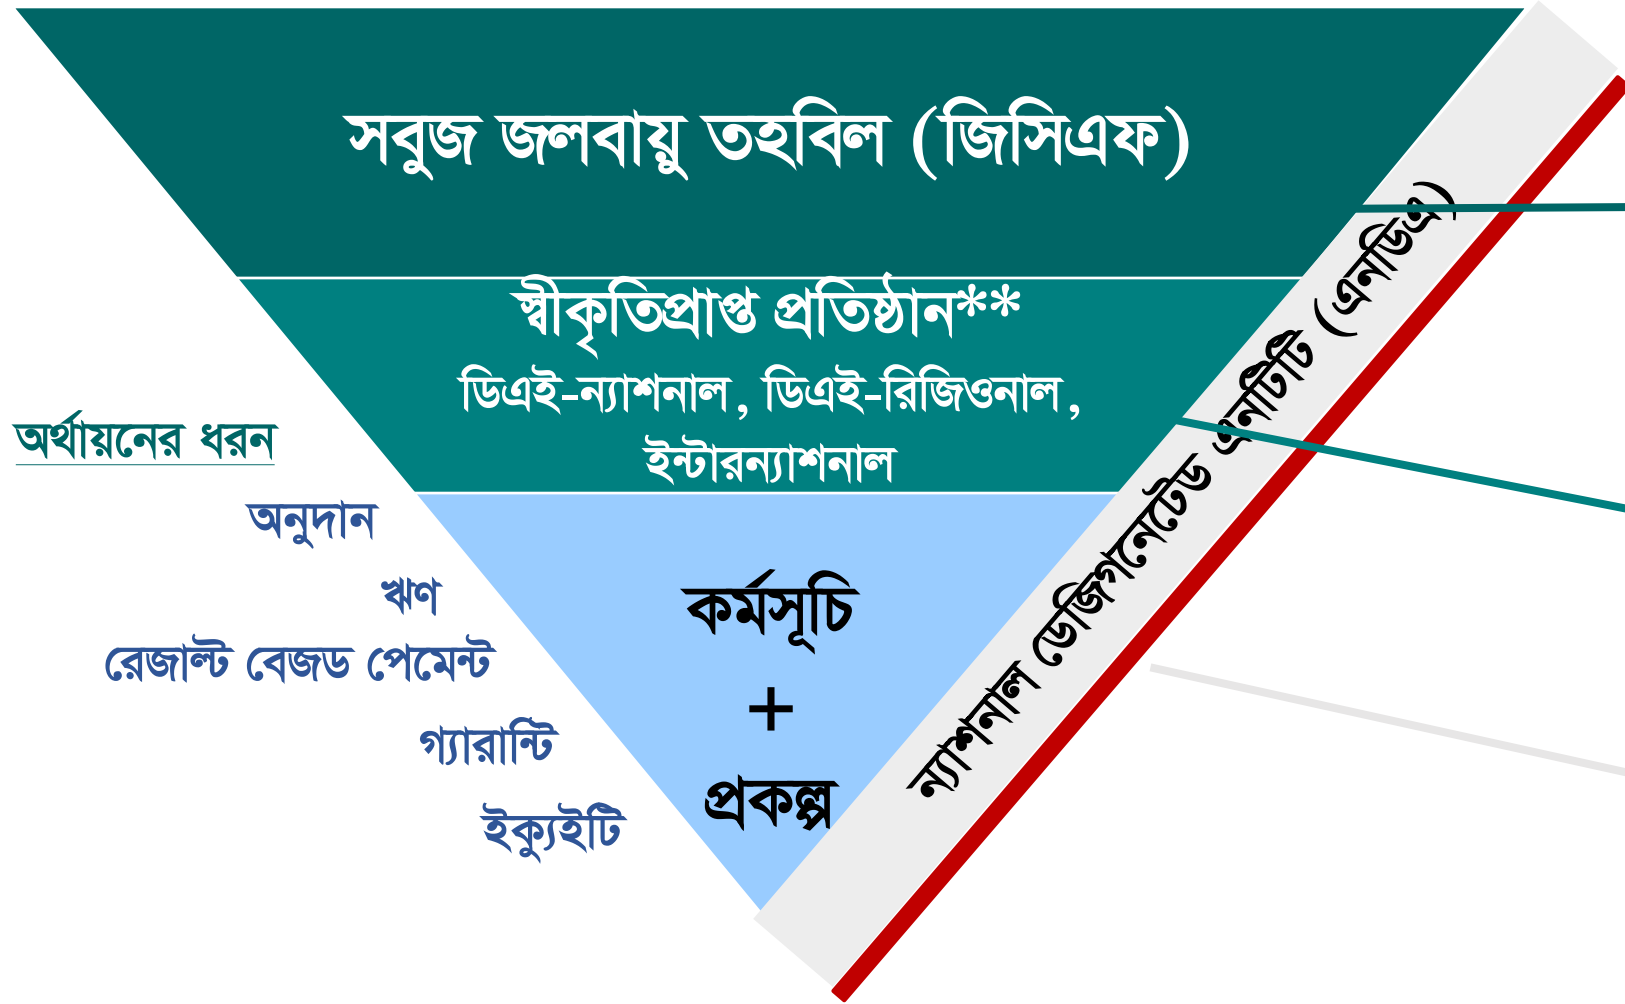 সবুজ জলবায়ু তহবিল (জিসিএফ)
স্বীকৃতিপ্রাপ্ত প্রতিষ্ঠান**
ডিএই-ন্যাশনাল, ডিএই-রিজিওনাল,
ইন্টারন্যাশনাল
অর্থায়নের ধরন
অনুদান
ঋণ
রেজাল্ট বেজড পেমেন্ট
গ্যারান্টি
ইক্যুইটি
কর্মসূচি
+
প্রকল্প
ন্যাশনাল ডেজিগনেটেড এনটিটি (এনডিএ)